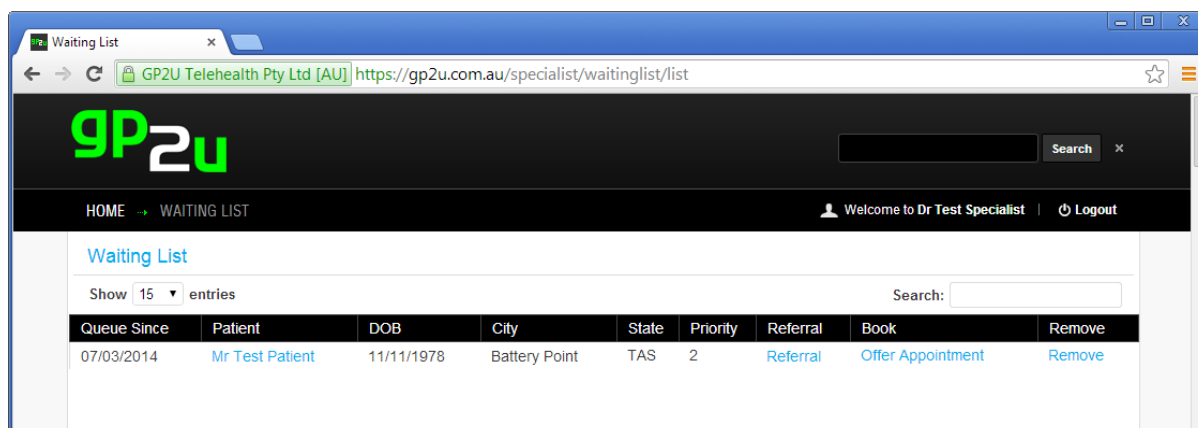 Waiting List
GP2U Telehealth Pty Ltd [AU] https://gp2u.com.au/specialist/waitinglist/list
gp2u
Search
HOME WAITING LIST Welcome to Dr Test Specialist | Logout
Waiting List
Show 15 entries Search:
Queue Since Patient DOB City State Priority Referral Book Remove
07/03/2014 Mr Test Patient 11/11/1978 Battery Point TAS 2 Referral Offer Appointment Remove